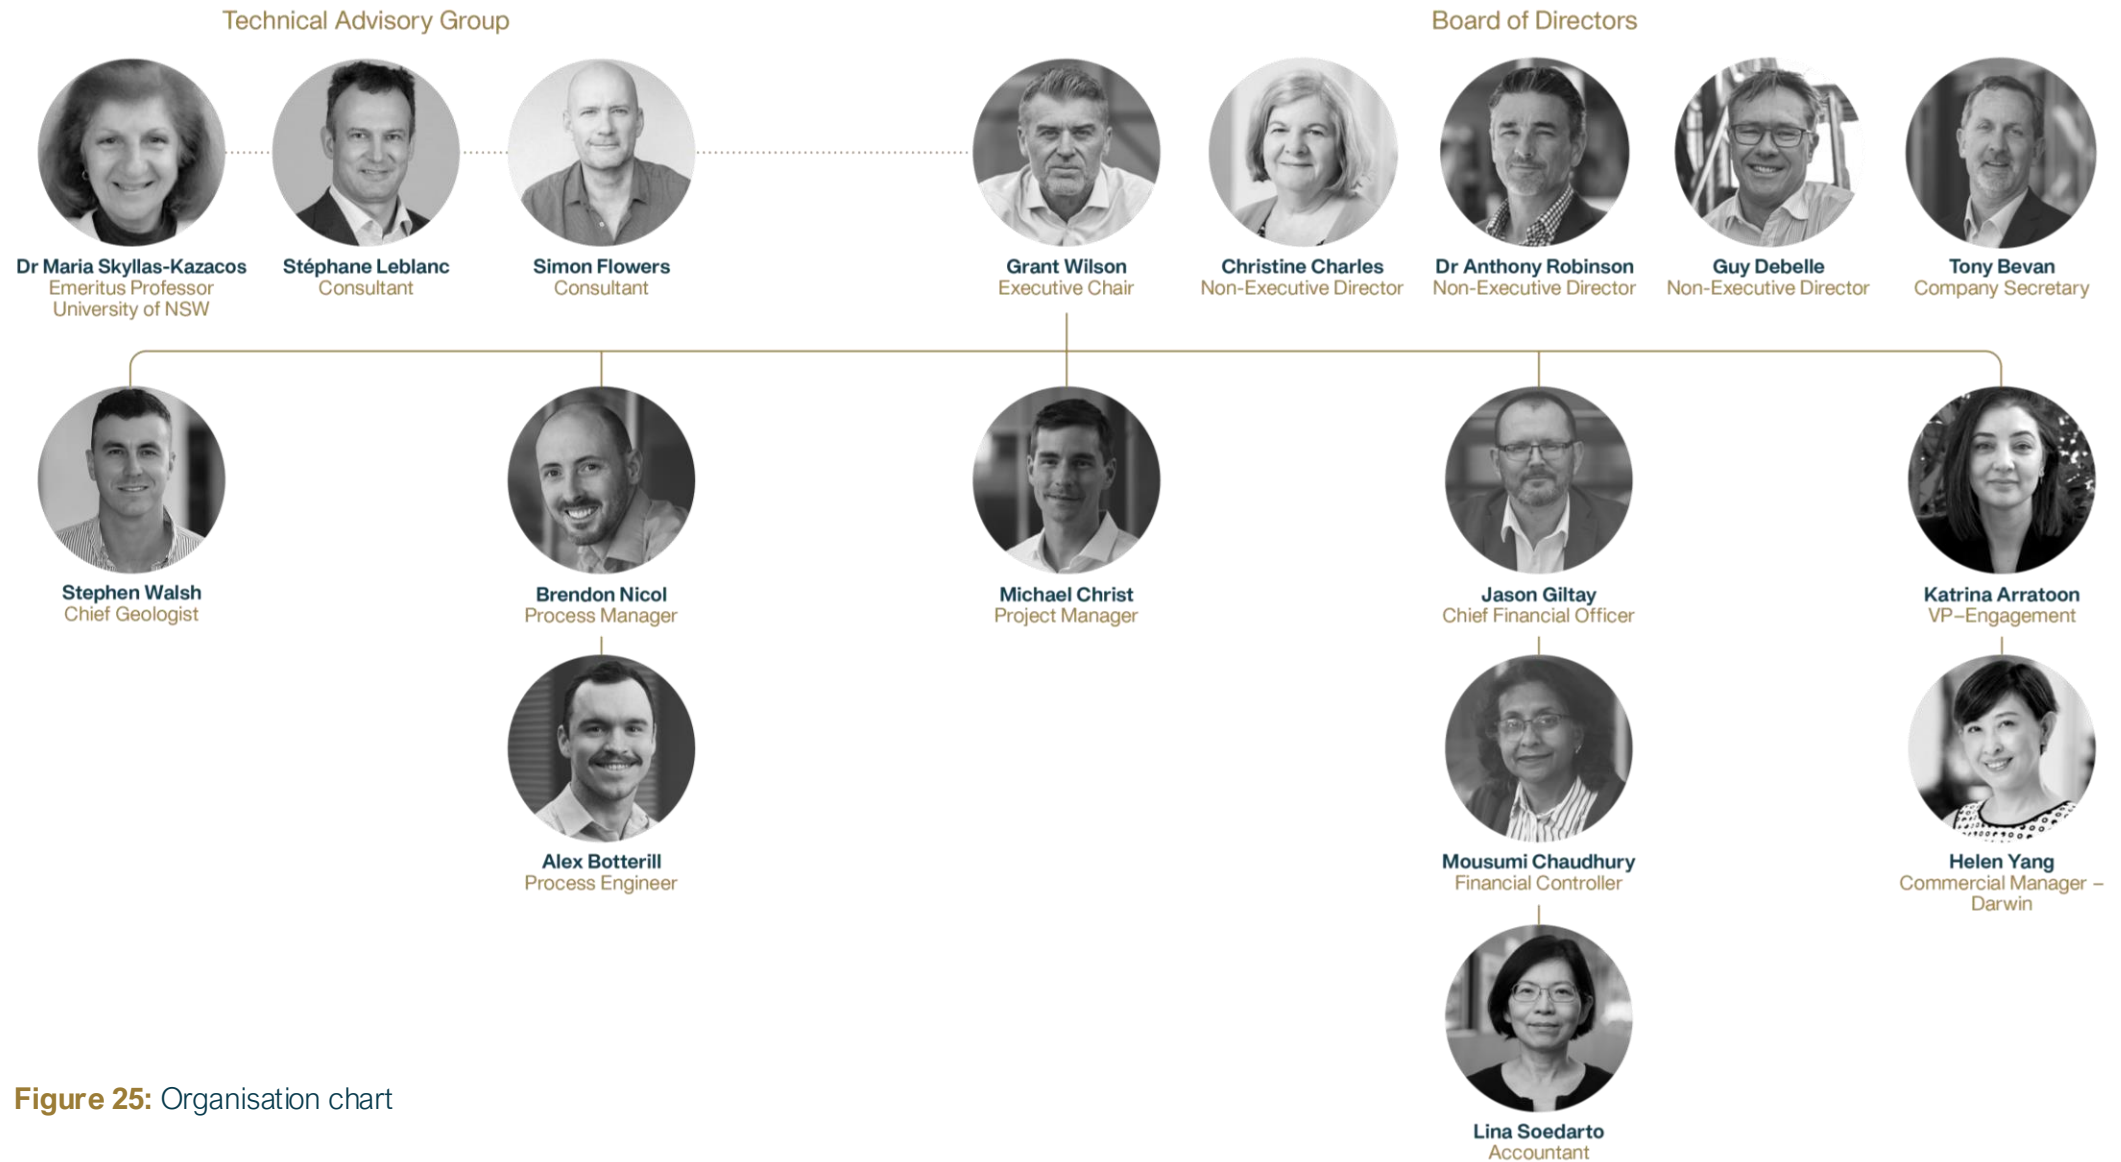 Technical Advisory Group
Board of Directors
Dr Maria Skyllas-Kazacos
Emeritus Professor
University of NSW
Stéphane Leblanc
Consultant
Simon Flowers
Consultant
Grant Wilson
Executive Chair
Christine Charles
Non-Executive Director
Dr Anthony Robinson
Non-Executive Director
Guy Debelle
Non-Executive Director
Tony Bevan
Company Secretary
Stephen Walsh
Chief Geologist
Brendon Nicol
Process Manager
Michael Christ
Project Manager
Jason Giltay
Chief Financial Officer
Katrina Arratoon
VP–Engagement
Alex Botterill
Process Engineer
Mousumi Chaudhury
Financial Controller
Helen Yang
Commercial Manager –
Darwin
Lina Soedarto
Accountant
Figure 25: Organisation chart